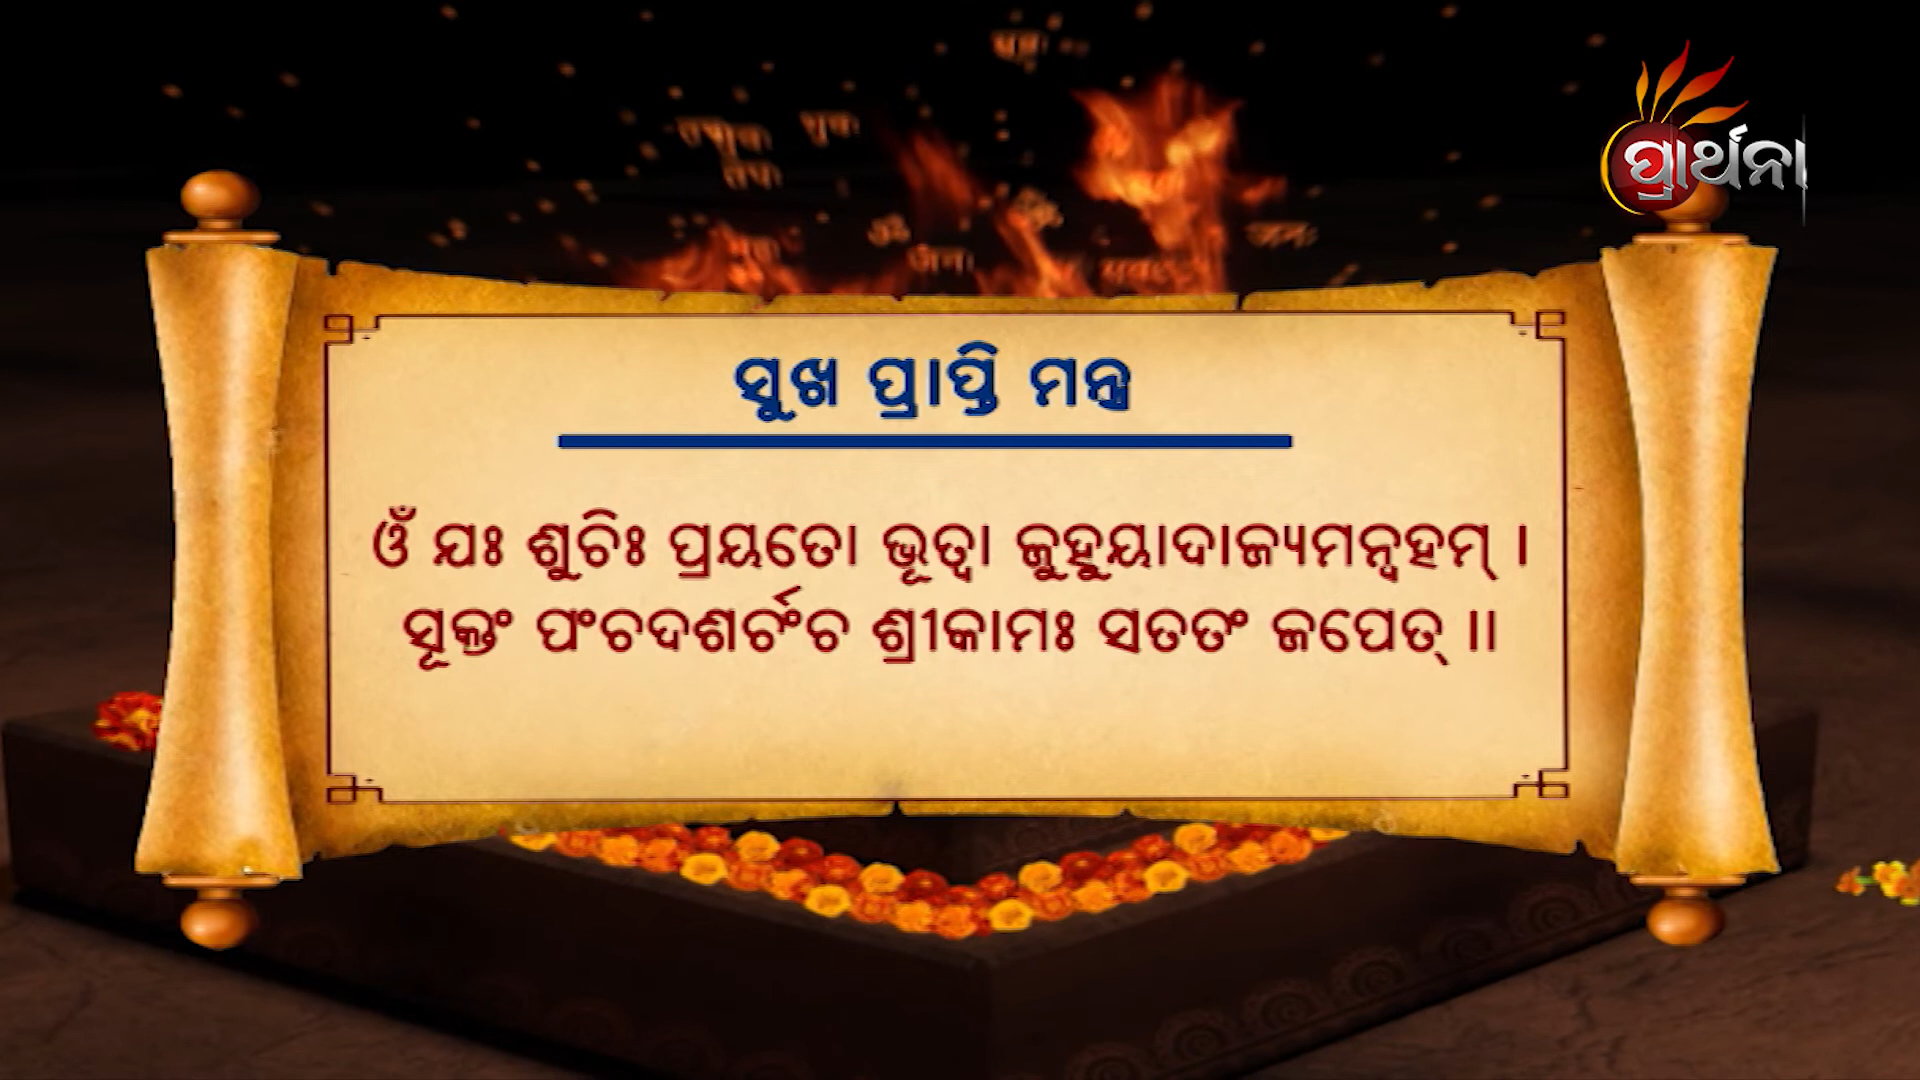 ପ୍ରାର୍ଥନା
ସୁଖ ପ୍ରାପ୍ତି ମନ୍ତ୍ର
ଓଁ ଯଃ ଶୁଚିଃ ପ୍ରୟତୋ ଭୂତ୍ୱା ଜୁହୁୟାଦାଜ୍ୟମନ୍ୱହମ୍ ।
ସୂକ୍ତଂ ପଂଚଦଶର୍ଚଂଚ ଶ୍ରୀକାମଃ ସତତଂ ଜପେତ୍ ॥